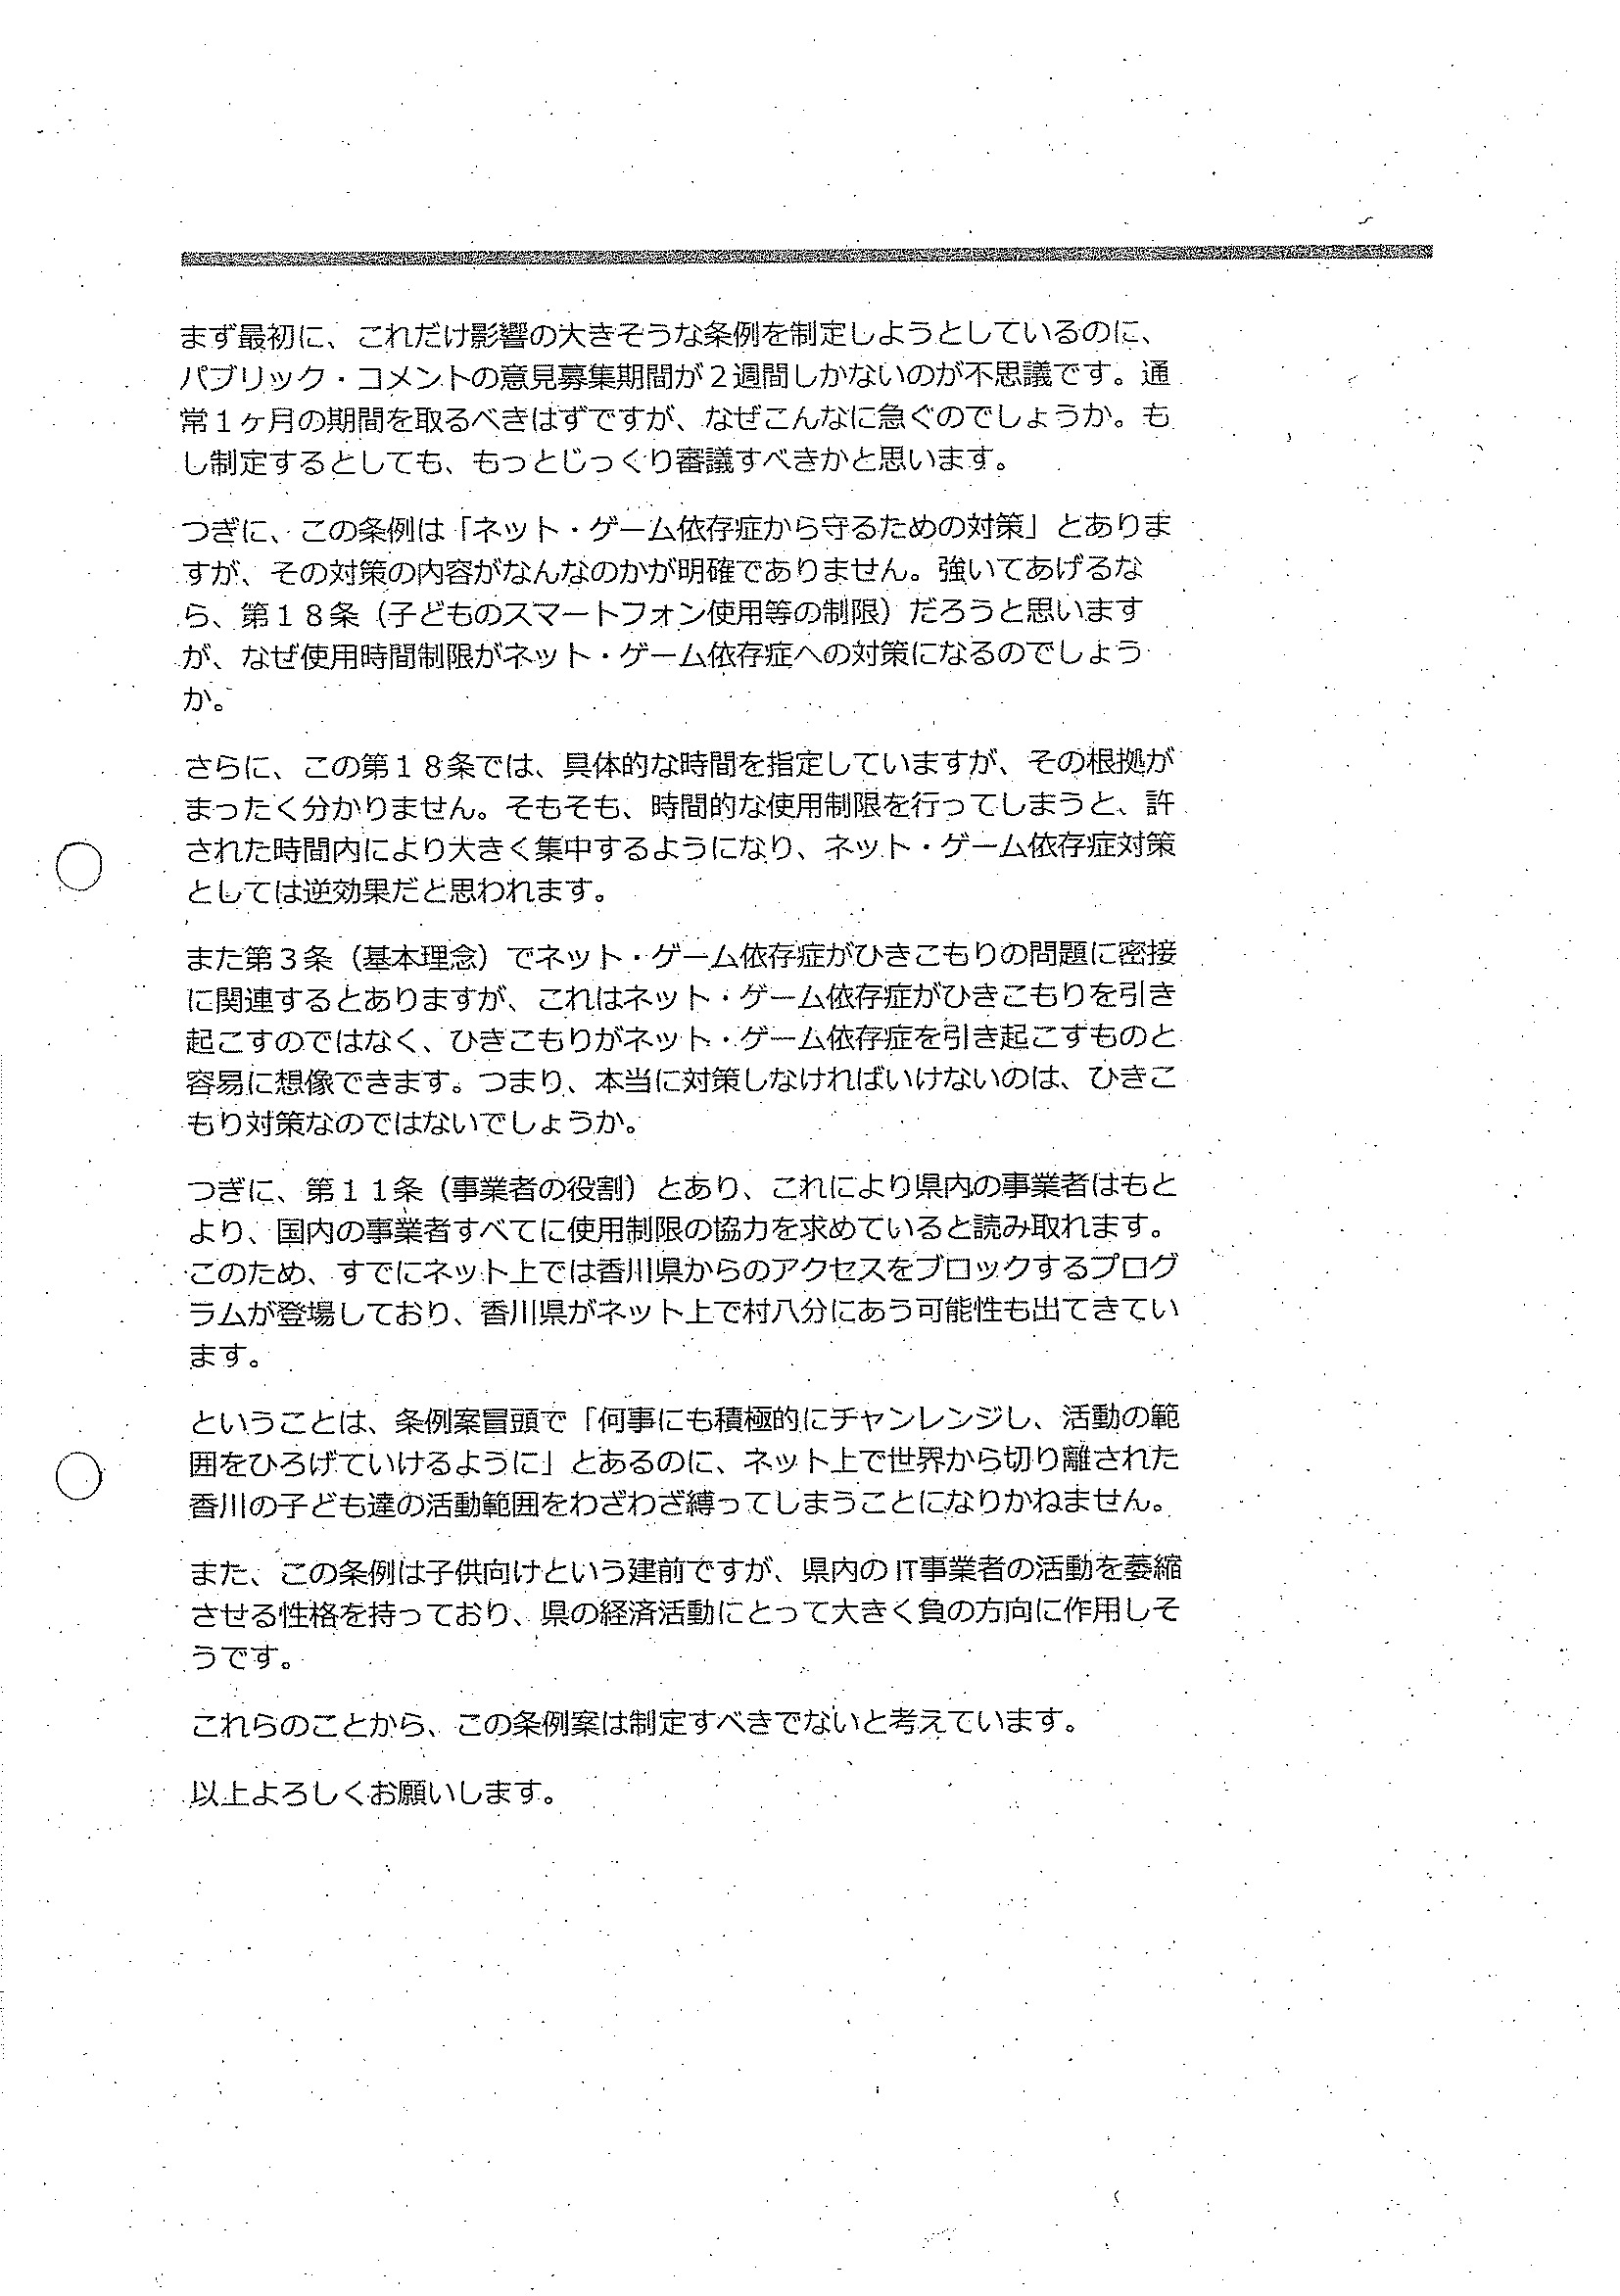 まず最初に、これだけ影響の大きそうな条例を制定しようとしているのに、
パブリック・コメントの意見募集期間が２週間しかないのが不思議です。通
常１ヶ月の期間を取るべきはずですが、なぜこんなに急ぐのでしょうか。も
し制定するとしても、もっとじっくり審議すべきかと思います。
つぎに、この条例は「ネット・ゲーム依存症から守るための対策」とありま
すが、その対策の内容がなんなのかが明確でありません。強いてあげるな
ら、第１８条（子どものスマートフォン使用等の制限）だろうと思います
が、なぜ使用時間制限がネット・ゲーム依存症への対策になるのでしょう
か。
さらに、この第１８条では、具体的な時間を指定していますが、その根拠が
まったく分かりません。そもそも、時間的な使用制限を行ってしまうと、許
された時間内により大きく集中するようになり、ネット・ゲーム依存症対策
としては逆効果だと思われます。
また第３条（基本理念）でネット・ゲーム依存症がひきこもりの問題に密接
に関連するとありますが、これはネット・ゲーム依存症がひきこもりを引き
起こすのではなく、ひきこもりがネット・ゲーム依存症を引き起こすものと
容易に想像できます。つまり、本当に対策しなければいけないのは、ひきこ
もり対策なのではないでしょうか。
つぎに、第１１条（事業者の役割）とあり、これにより県内の事業者はもと
より、国内の事業者すべてに使用制限の協力を求めていると読み取れます。
このため、すでにネット上では香川県からのアクセスをブロックするプログ
ラムが登場しており、香川県がネット上で村八分にあう可能性も出てきてい
ます。
ということは、条例案冒頭で「何事にも積極的にチャンレンジし、活動の範
囲をひろげていけるように」とあるのに、ネット上で世界から切り離された
香川の子ども達の活動範囲をわざわざ縛ってしまうことになりかねません。
また、この条例は子供向けという建前ですが、県内のIT事業者の活動を萎縮
させる性格を持っており、県の経済活動にとって大きく負の方向に作用しそ
うです。
これらのことから、この条例案は制定すべきでないと考えています。
以上よろしくお願いします。